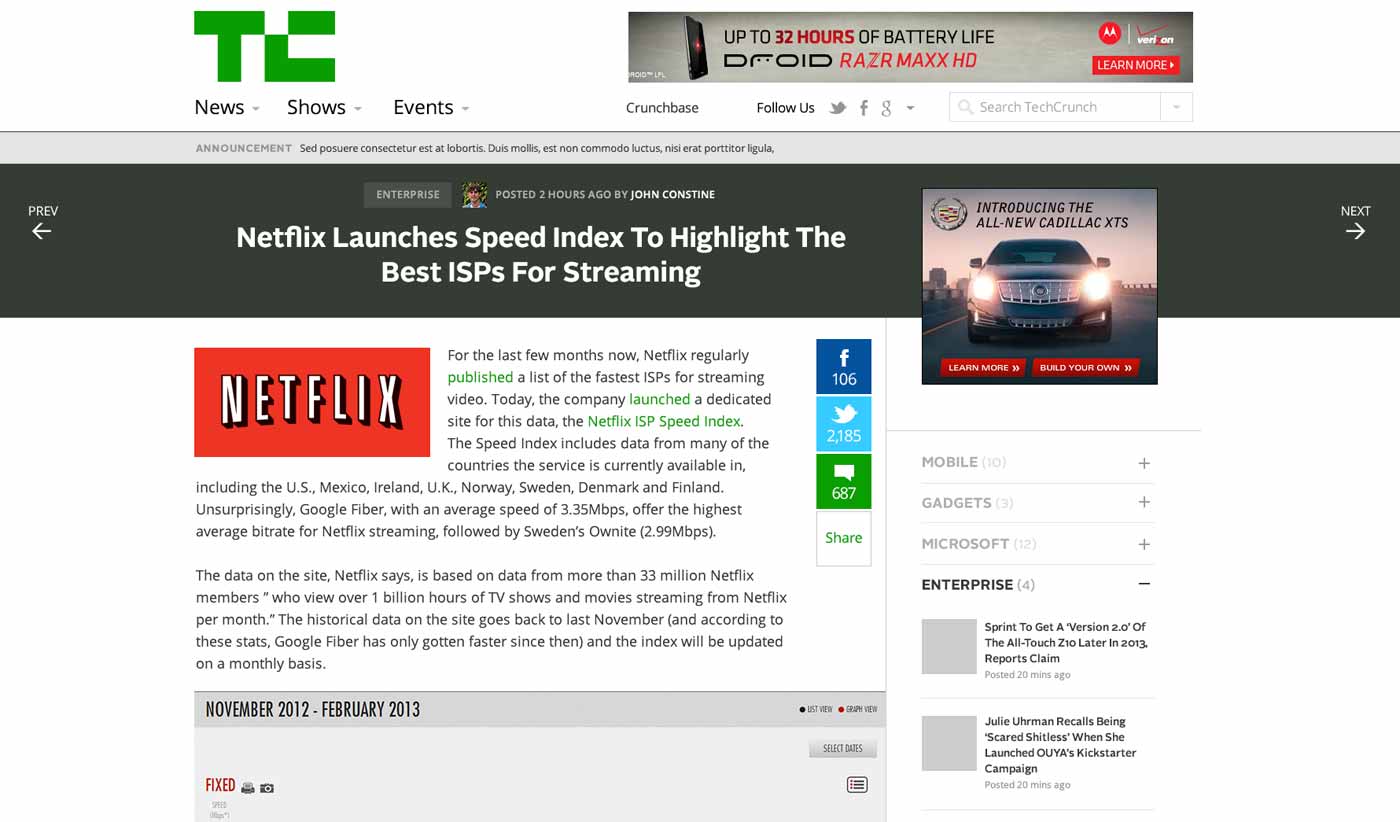 TC
UP TO 32 HOURS OF BATTERY LIFE
DROID RAZR MAXX HD
verizon
LEARN MORE
News
Shows
Events
Crunchbase
Follow Us
Search TechCrunch
ANNOUNCEMENT Sed posuere consectetur est at lobortis. Duis mollis, est non commodo luctus, nisi erat porttitor ligula,
PREV
NEXT
ENTERPRISE
POSTED 2 HOURS AGO BY JOHN CONSTINE
Netflix Launches Speed Index To Highlight The
Best ISPs For Streaming
INTRODUCING THE
ALL-NEW CADILLAC XTS
LEARN MORE »
BUILD YOUR OWN »
NETFLIX
For the last few months now, Netflix regularly
published a list of the fastest ISPs for streaming
video. Today, the company launched a dedicated
site for this data, the Netflix ISP Speed Index.
The Speed Index includes data from many of the
countries the service is currently available in,
including the U.S., Mexico, Ireland, U.K., Norway, Sweden, Denmark and Finland.
Unsurprisingly, Google Fiber, with an average speed of 3.35Mbps, offer the highest
average bitrate for Netflix streaming, followed by Sweden's Ownite (2.99Mbps).
The data on the site, Netflix says, is based on data from more than 33 million Netflix
members ” who view over 1 billion hours of TV shows and movies streaming from Netflix
per month.” The historical data on the site goes back to last November (and according to
these stats, Google Fiber has only gotten faster since then) and the index will be updated
on a monthly basis.
106
2,185
687
Share
NOVEMBER 2012 - FEBRUARY 2013
LIST VIEW
GRAPH VIEW
SELECT DATES
FIXED
SPEED
(Mbps*)
MOBILE (10)
GADGETS (3)
MICROSOFT (12)
ENTERPRISE (4)
Sprint To Get A ‘Version 2.0’ Of
The All-Touch Z10 Later In 2013,
Reports Claim
Posted 20 mins ago
Julie Uhrman Recalls Being
‘Scared Shitless’ When She
Launched OUYA’s Kickstarter
Campaign
Posted 20 mins ago